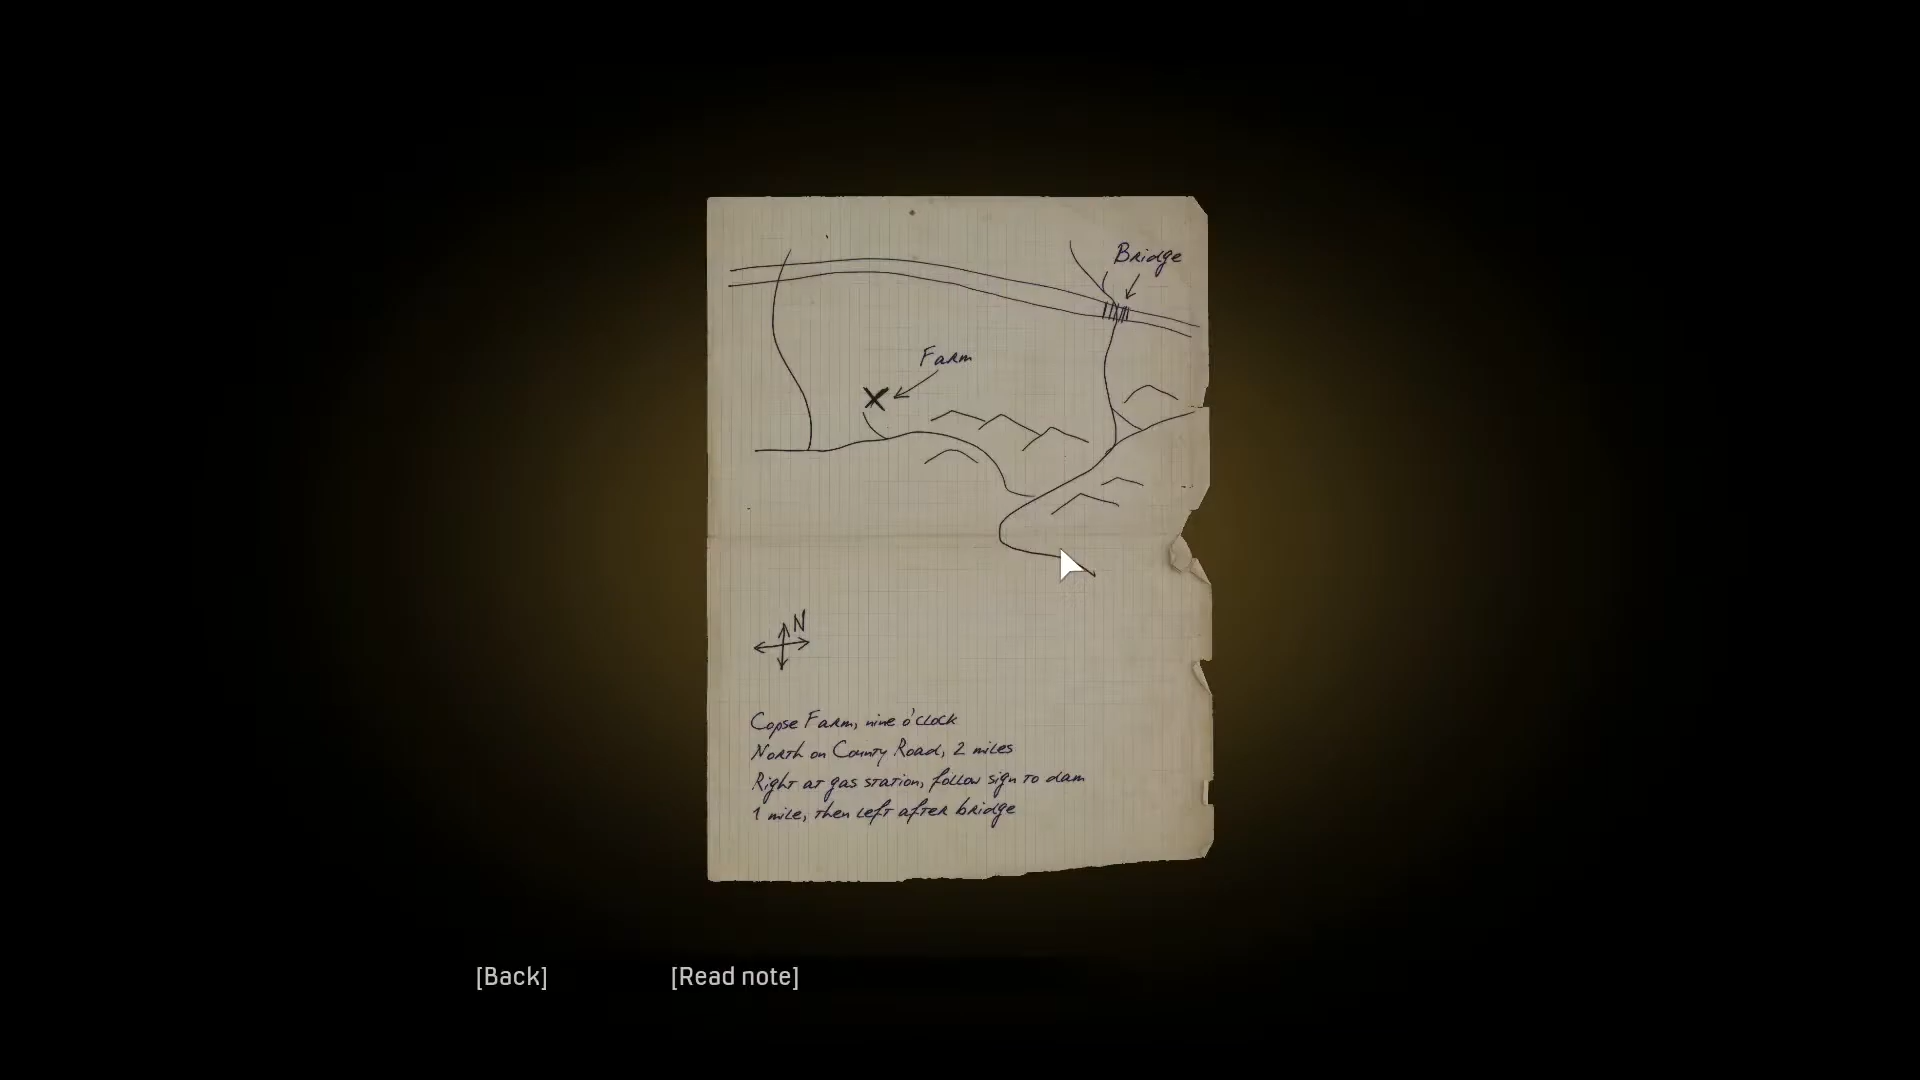 Bridge
Farm
N
Copse Farm, nine o'clock
North on County Road, 2 miles
Right at gas station, follow sign to dam
1 mile, then left after bridge
[Back] [Read note]